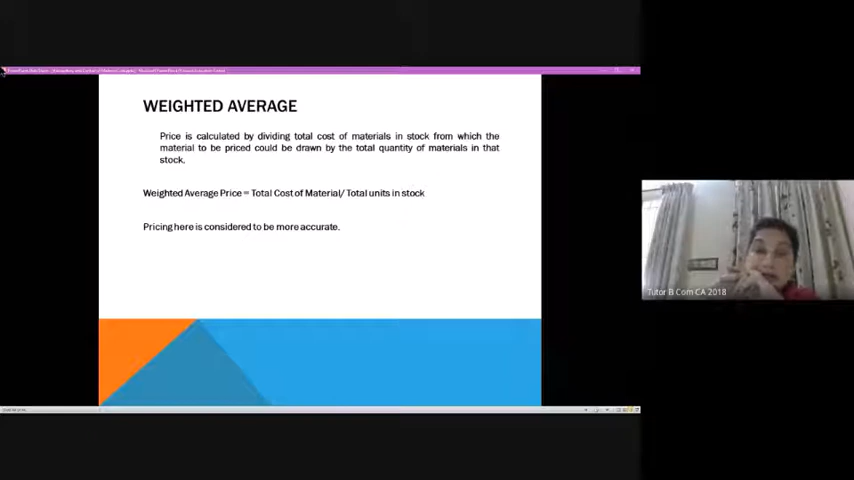 WEIGHTED AVERAGE
Price is calculated by dividing total cost of materials in stock from which the
material to be priced could be drawn by the total quantity of materials in that
stock.
Weighted Average Price = Total Cost of Material/ Total units in stock
Pricing here is considered to be more accurate.
Tutor B Com CA 2018